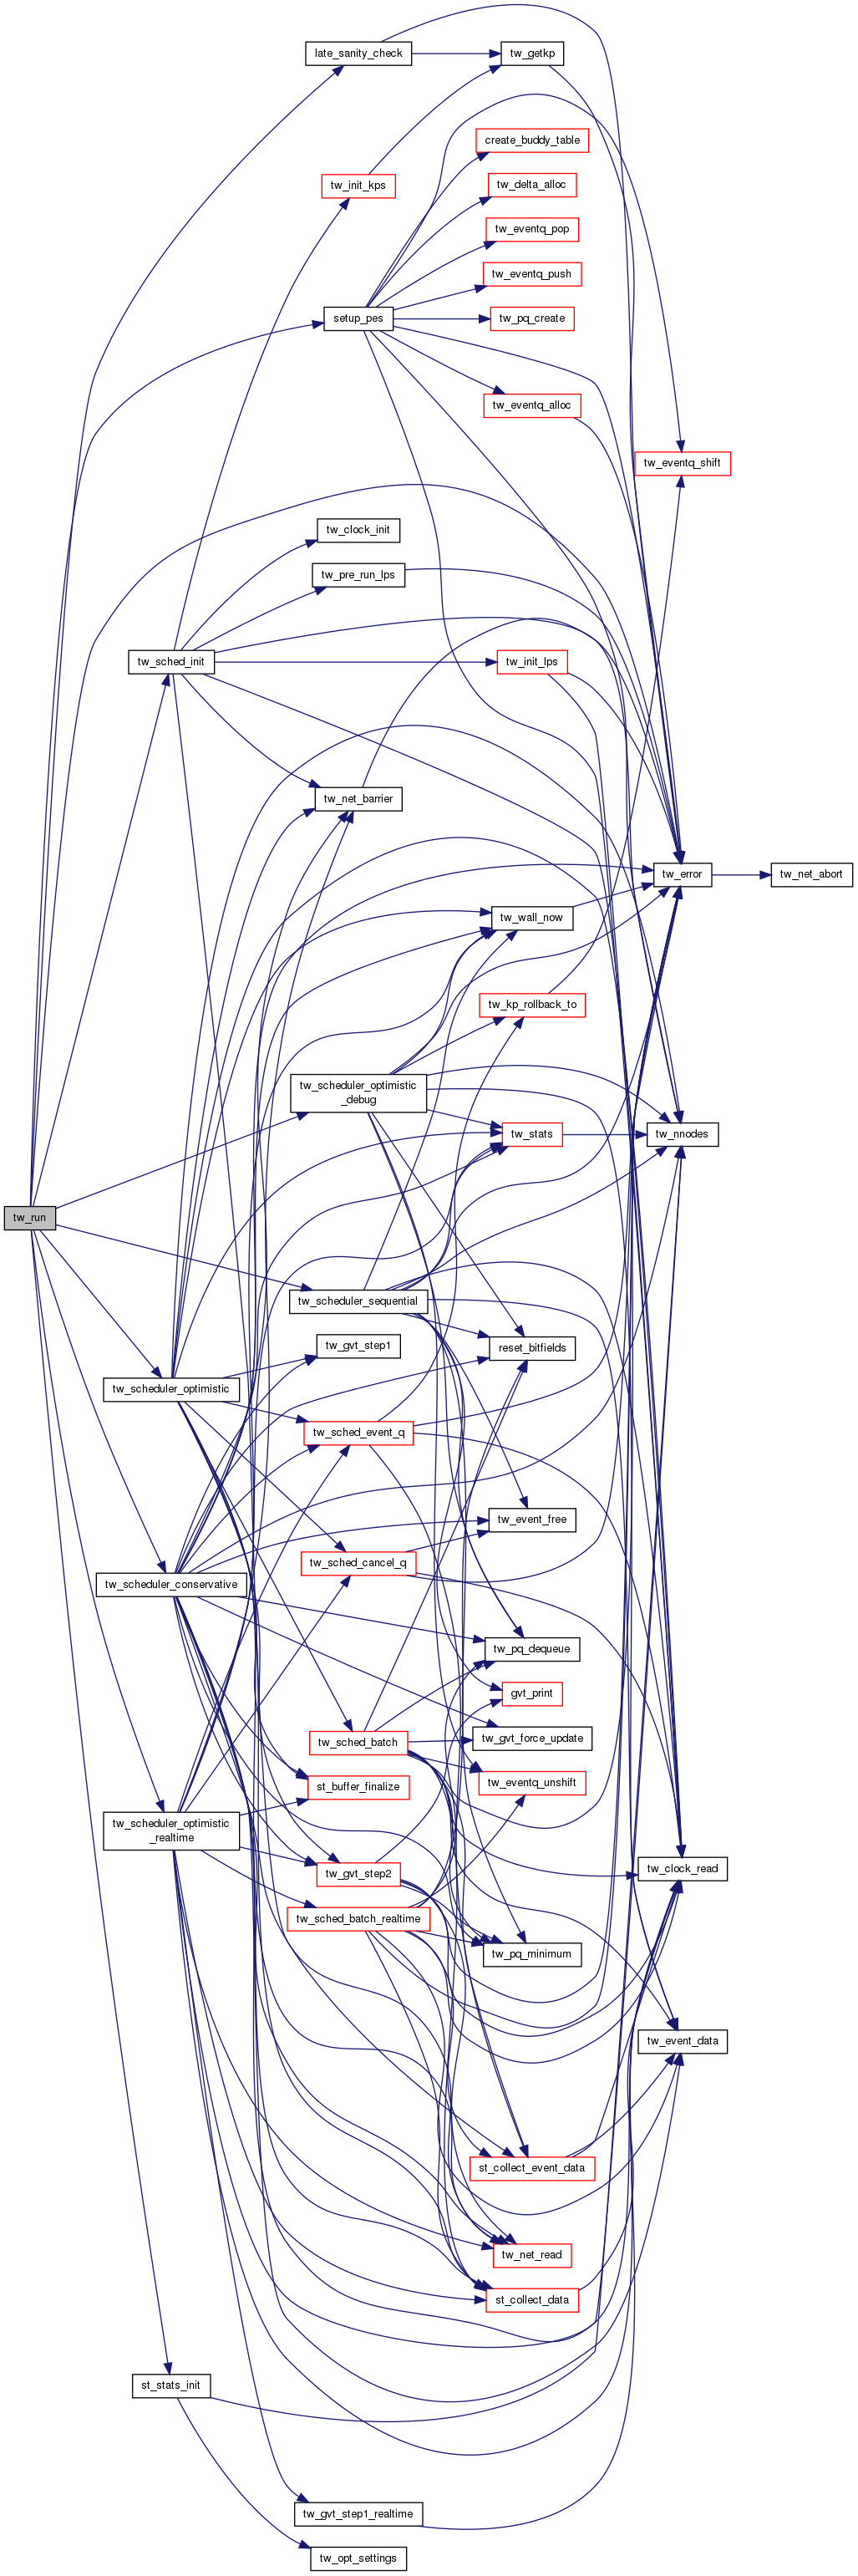 late_sanity_check
tw_getkp
create_buddy_table
tw_init_kps
tw_delta_alloc
tw_eventq_pop
tw_eventq_push
setup_pes
tw_pq_create
tw_eventq_alloc
tw_eventq_shift
tw_clock_init
tw_pre_run_lps
tw_sched_init
tw_init_lps
tw_net_barrier
tw_error
tw_net_abort
tw_wall_now
tw_kp_rollback_to
tw_scheduler_optimistic
_debug
tw_stats
tw_nnodes
tw_run
tw_scheduler_sequential
tw_gvt_step1
reset_bitfields
tw_scheduler_optimistic
tw_sched_event_q
tw_event_free
tw_sched_cancel_q
tw_scheduler_conservative
tw_pq_dequeue
gvt_print
tw_sched_batch
tw_gvt_force_update
st_buffer_finalize
tw_eventq_unshift
tw_scheduler_optimistic
_realtime
tw_gvt_step2
tw_clock_read
tw_sched_batch_realtime
tw_pq_minimum
tw_event_data
st_collect_event_data
tw_net_read
st_collect_data
st_stats_init
tw_gvt_step1_realtime
tw_opt_settings